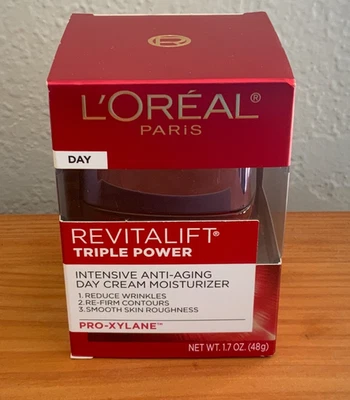 L'ORÉAL®
PARIS
DAY
REVITALIFT®
TRIPLE POWER
INTENSIVE ANTI-AGING
DAY CREAM MOISTURIZER
1. REDUCE WRINKLES
2.RE-FIRM CONTOURS
3.SMOOTH SKIN ROUGHNESS
PRO-XYLANE™
NET WT. 1.7 OZ. (48g)